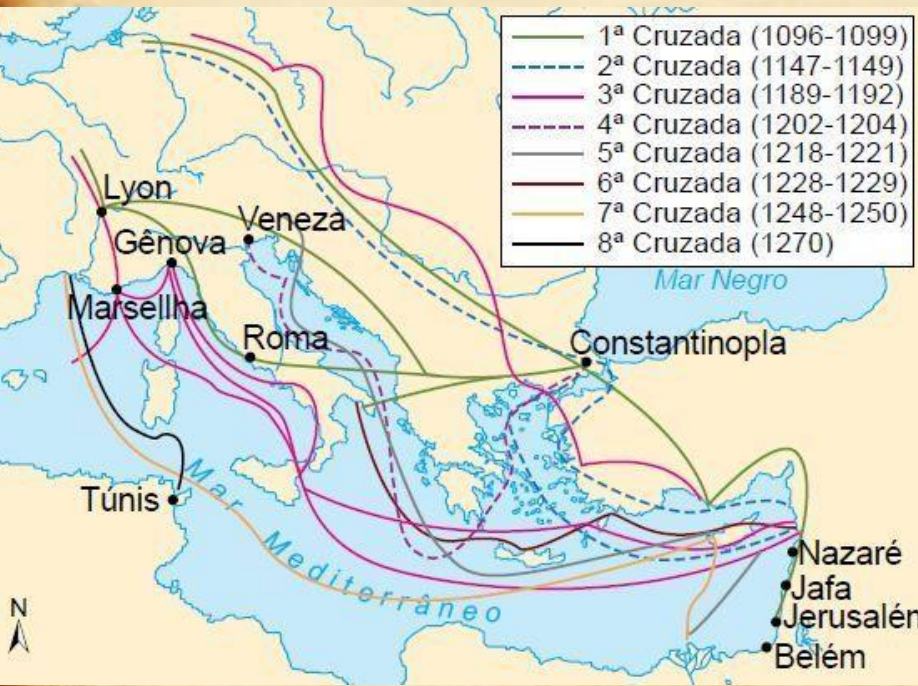 1ª Cruzada (1096-1099)
2ª Cruzada (1147-1149)
3ª Cruzada (1189-1192)
4ª Cruzada (1202-1204)
5ª Cruzada (1218-1221)
6ª Cruzada (1228-1229)
7ª Cruzada (1248-1250)
8ª Cruzada (1270)
Lyon
Veneza
Gênova
Mar Negro
Marsellha
Roma
Constantinopla
Túnis
Mar Mediterrâneo
Nazaré
Jafa
Jerusalén
Belém
N